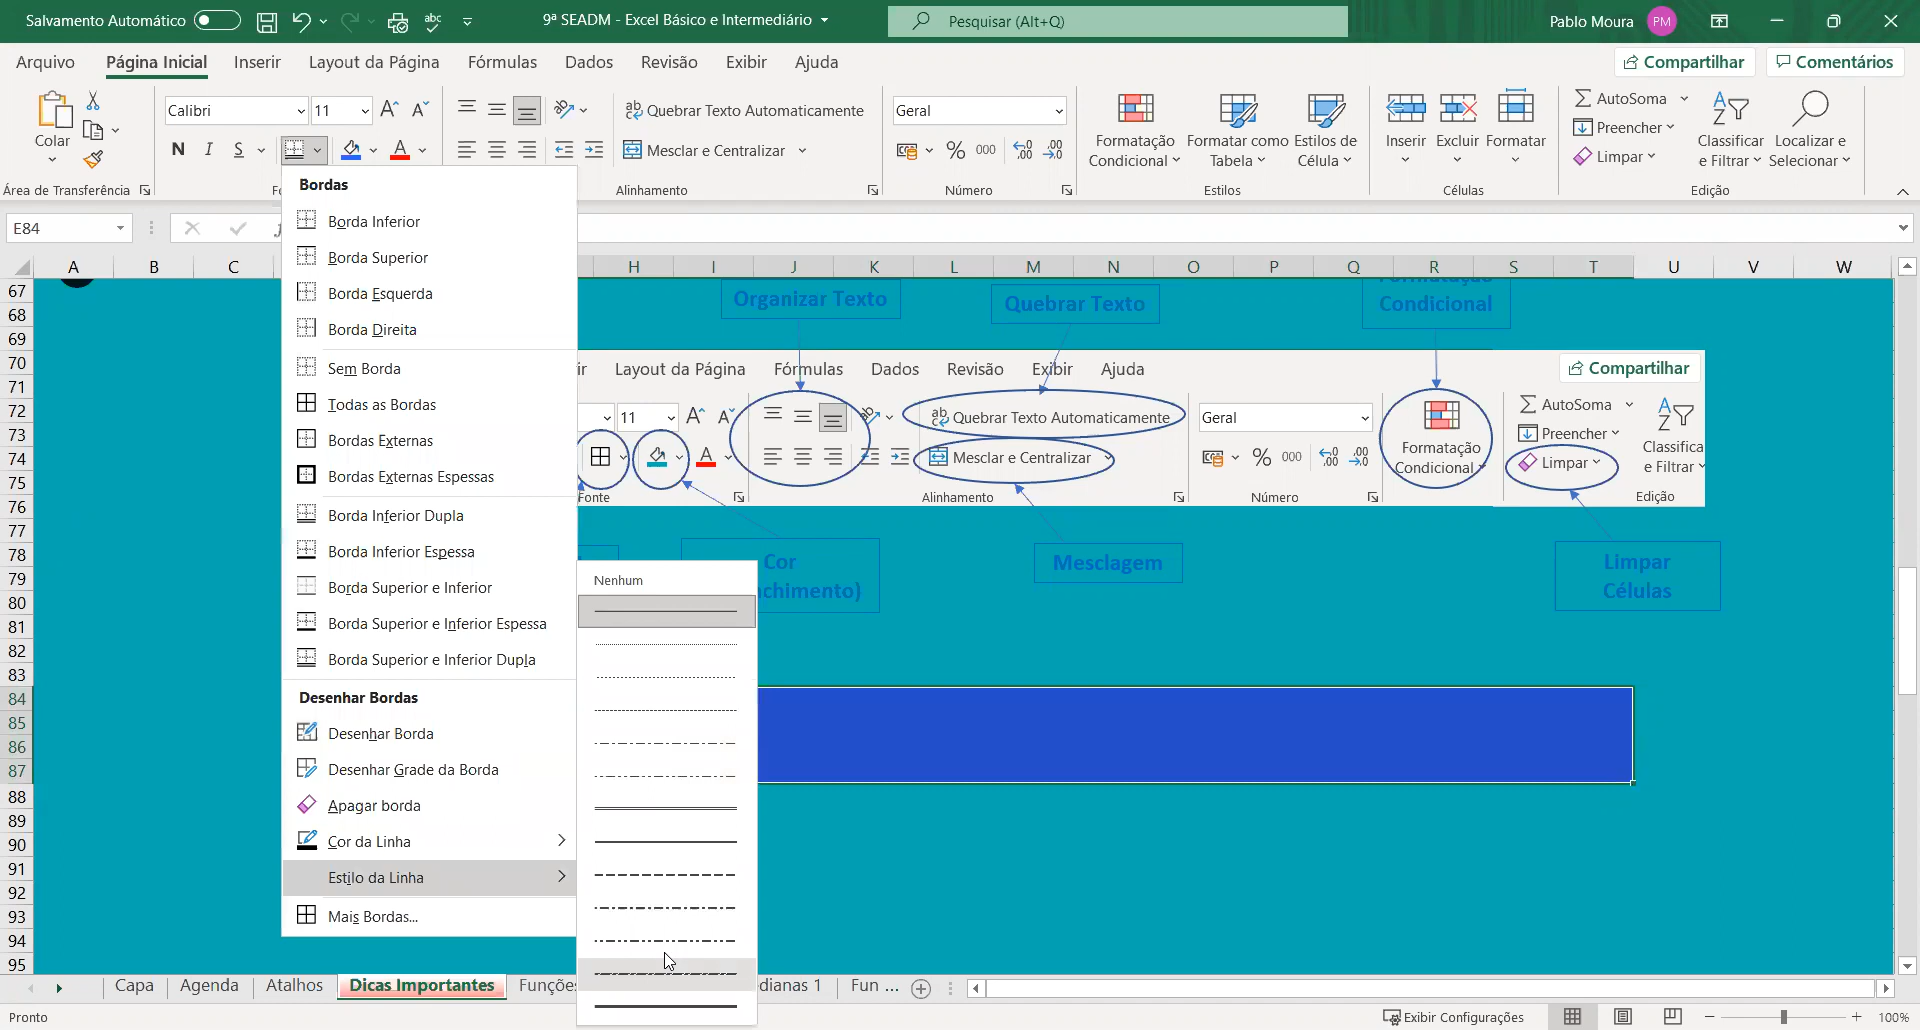 Salvamento Automático
9ª SEADM - Excel Básico e Intermediário
Pesquisar (Alt+Q)
Pablo Moura
PM
Arquivo
Página Inicial
Inserir
Layout da Página
Fórmulas
Dados
Revisão
Exibir
Ajuda
Compartilhar
Comentários
Colar
Calibri
11
N I S
Quebrar Texto Automaticamente
Mesclar e Centralizar
Geral
% 000
Formatação Condicional
Formatar como Tabela
Estilos de Célula
Inserir
Excluir
Formatar
AutoSoma
Preencher
Limpar
Classificar e Filtrar
Localizar e Selecionar
Área de Transferência
Alinhamento
Número
Estilos
Células
Edição
E84
A B C H I J K L M N O P Q R S T U V W
67
68
69
70
71
72
73
74
75
76
77
78
79
80
81
82
83
84
85
86
87
88
89
90
91
92
93
94
95
Bordas
Borda Inferior
Borda Superior
Borda Esquerda
Borda Direita
Sem Borda
Todas as Bordas
Bordas Externas
Bordas Externas Espessas
Borda Inferior Dupla
Borda Inferior Espessa
Borda Superior e Inferior
Borda Superior e Inferior Espessa
Borda Superior e Inferior Dupla
Desenhar Bordas
Desenhar Borda
Desenhar Grade da Borda
Apagar borda
Cor da Linha
Estilo da Linha
Mais Bordas...
Nenhum
Organizar Texto
Quebrar Texto
Formatação
Condicional
Layout da Página
Fórmulas
Dados
Revisão
Exibir
Ajuda
Compartilhar
11
Quebrar Texto Automaticamente
Mesclar e Centralizar
Geral
% 000
Formatação
Condicional
AutoSoma
Preencher
Limpar
Classifica
e Filtrar
Fonte
Alinhamento
Número
Edição
Cor
Mesclagem
Limpar
Células
Capa
Agenda
Atalhos
Dicas Importantes
Funções
dianas 1
Fun ...
Pronto
Exibir Configurações
100%